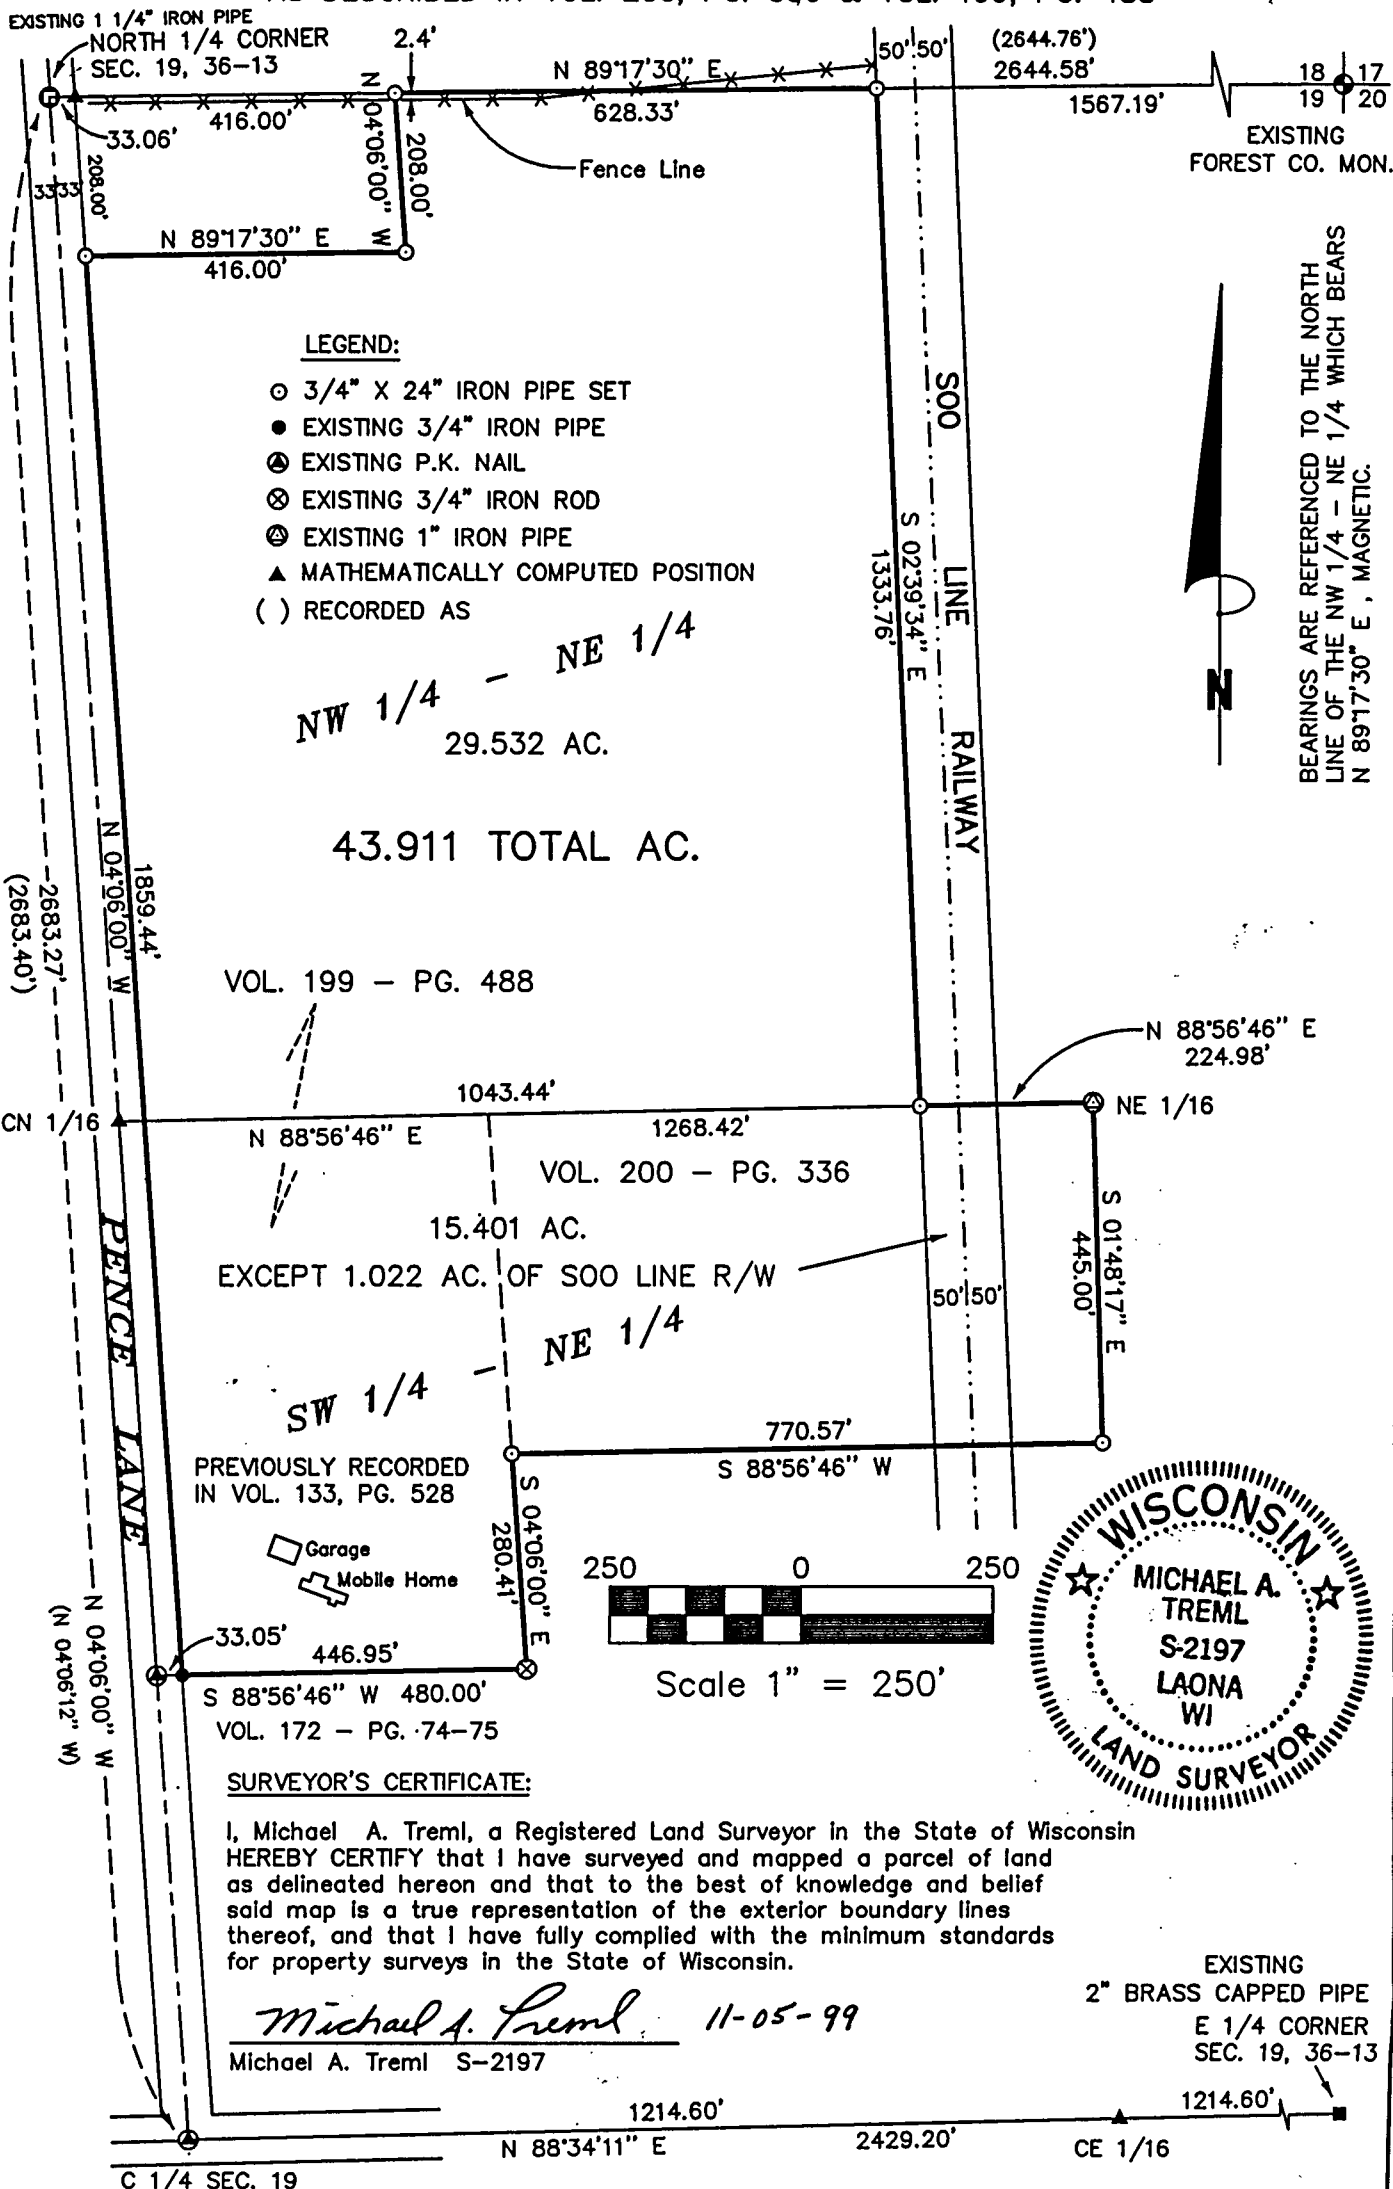 EXISTING 1 1/4" IRON PIPE
NORTH 1/4 CORNER
SEC. 19, 36-13
2.4'
N 89°17'30" E
50' 50'
(2644.76')
2644.58'
1567.19'
18 17
19 20
EXISTING
FOREST CO. MON.
416.00'
628.33'
33.06'
33' 33'
208.00'
N 04°06'00" W
208.00'
Fence Line
N 89°17'30" E
416.00'
BEARINGS ARE REFERENCED TO THE NORTH
LINE OF THE NW 1/4 - NE 1/4 WHICH BEARS
N 89°17'30" E , MAGNETIC.
N
LEGEND:
3/4" X 24" IRON PIPE SET
EXISTING 3/4" IRON PIPE
EXISTING P.K. NAIL
EXISTING 3/4" IRON ROD
EXISTING 1" IRON PIPE
MATHEMATICALLY COMPUTED POSITION
( ) RECORDED AS
SOO LINE RAILWAY
S 02°39'34" E
1333.76'
NW 1/4 - NE 1/4
29.532 AC.
43.911 TOTAL AC.
1859.44'
N 04°06'00" W
2683.27'
(2683.40')
VOL. 199 - PG. 488
N 88°56'46" E
224.98'
CN 1/16
1043.44'
N 88°56'46" E
1268.42'
NE 1/16
VOL. 200 - PG. 336
15.401 AC.
EXCEPT 1.022 AC. OF SOO LINE R/W
50' 50'
S 01°48'17" E
445.00'
SW 1/4 - NE 1/4
PENCE LANE
770.57'
S 88°56'46" W
PREVIOUSLY RECORDED
IN VOL. 133, PG. 528
Garage
Mobile Home
S 04°06'00" E
280.41'
250 0 250
Scale 1" = 250'
WISCONSIN
MICHAEL A.
TREML
S-2197
LAONA
WI
LAND SURVEYOR
33.05'
446.95'
S 88°56'46" W 480.00'
VOL. 172 - PG. 74-75
N 04°06'00" W
(N 04°06'12" W)
SURVEYOR'S CERTIFICATE:
I, Michael A. Treml, a Registered Land Surveyor in the State of Wisconsin
HEREBY CERTIFY that I have surveyed and mapped a parcel of land
as delineated hereon and that to the best of knowledge and belief
said map is a true representation of the exterior boundary lines
thereof, and that I have fully complied with the minimum standards
for property surveys in the State of Wisconsin.
Michael A. Treml 11-05-99
Michael A. Treml S-2197
EXISTING
2" BRASS CAPPED PIPE
E 1/4 CORNER
SEC. 19, 36-13
1214.60'
1214.60'
N 88°34'11" E
2429.20'
CE 1/16
C 1/4 SEC. 19